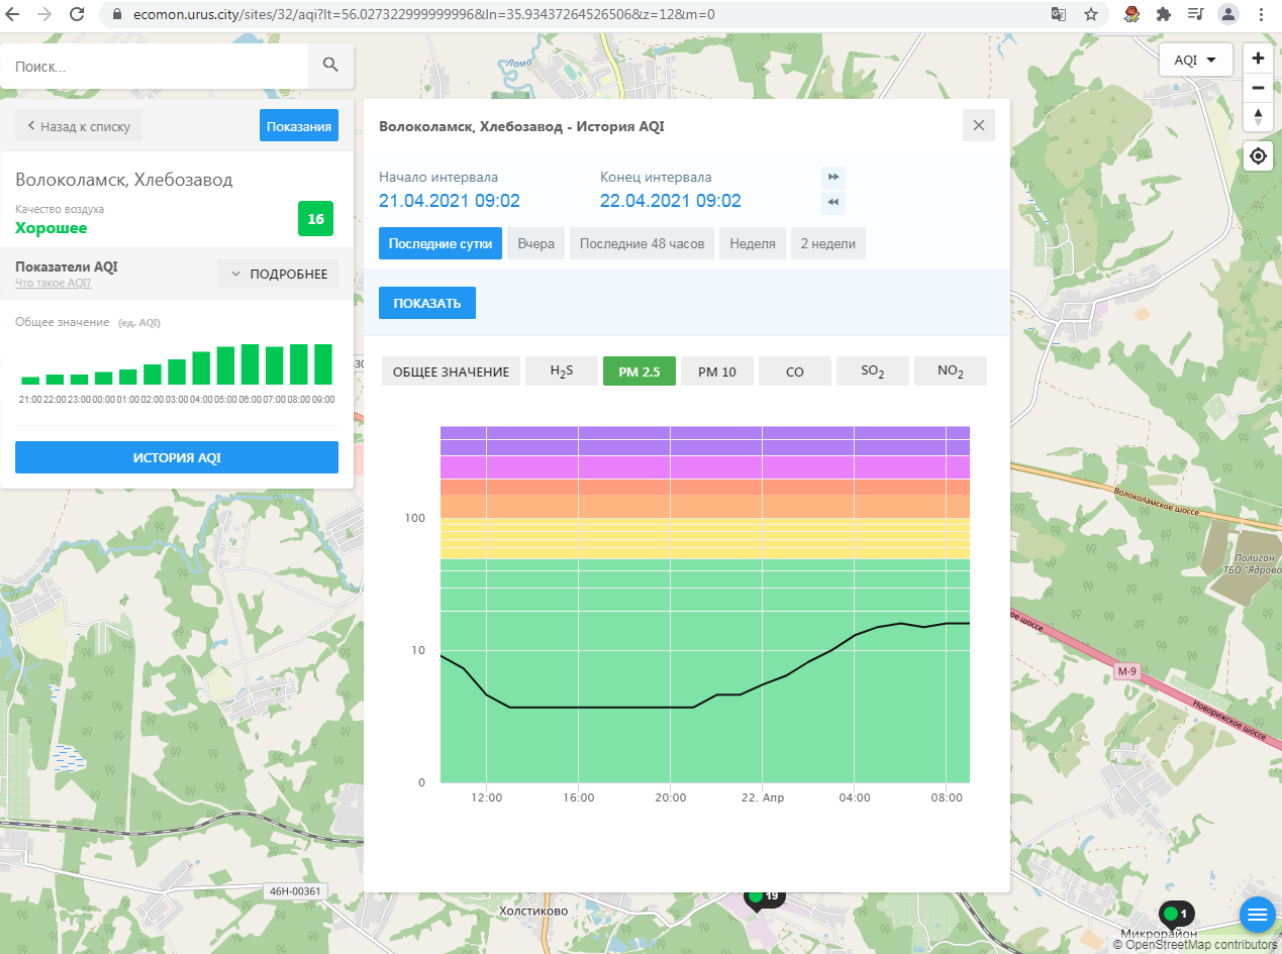 ecomon.urus.city/sites/32/aqi?lt=56.027322999999996&ln=35.93437264526506&z=12&m=0
Поиск...
AQI
Лама
Назад к списку
Показания
Волоколамск, Хлебозавод
Качество воздуха
Хорошее
16
Показатели AQI
Что такое AQI?
ПОДРОБНЕЕ
Общее значение (ед. AQI)
21:00 22:00 23:00 00:00 01:00 02:00 03:00 04:00 05:00 06:00 07:00 08:00 09:00
ИСТОРИЯ AQI
Волоколамск, Хлебозавод - История AQI
Начало интервала
Конец интервала
21.04.2021 09:02
22.04.2021 09:02
Последние сутки
Вчера
Последние 48 часов
Неделя
2 недели
ПОКАЗАТЬ
ОБЩЕЕ ЗНАЧЕНИЕ
H2S
PM 2.5
PM 10
CO
SO2
NO2
100
10
0
12:00
16:00
20:00
22. Апр
04:00
08:00
Волоколамское шоссе
Полигон
ТБО "Ядрово
ое шоссе
М-9
Новорижское шоссе
46Н-00361
Холстиково
19
1
Микрорайон
© OpenStreetMap contributors